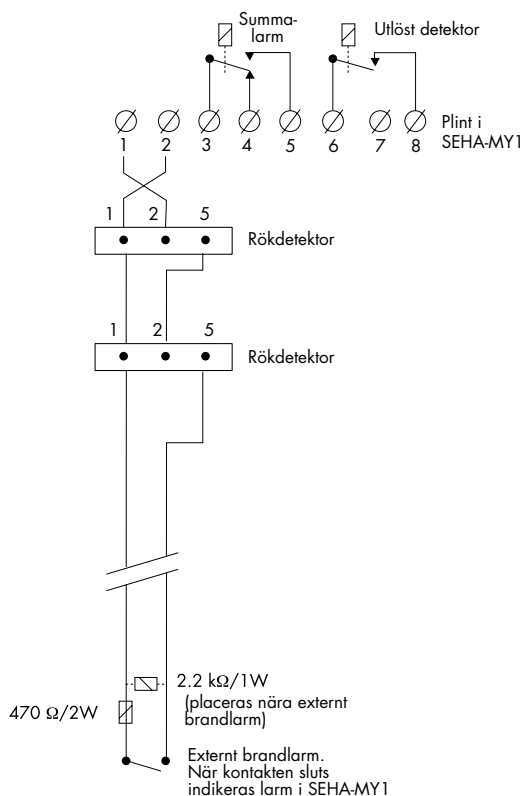 Summa-
larm
Utlöst detektor
Plint i
SEHA-MY1
1 2 3 4 5 6 7 8
1 2 5
Rökdetektor
1 2 5
Rökdetektor
2.2 kΩ/1W
(placeras nära externt
brandlarm)
470 Ω/2W
Externt brandlarm.
När kontakten sluts
indikeras larm i SEHA-MY1